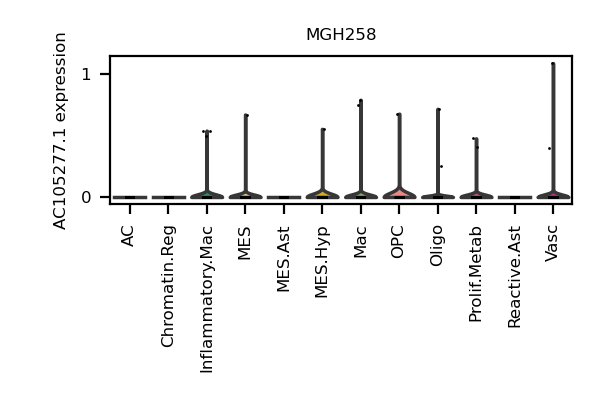 MGH258
AC105277.1 expression
1
0
AC
Chromatin.Reg
Inflammatory.Mac
MES
MES.Ast
MES.Hyp
Mac
OPC
Oligo
Prolif.Metab
Reactive.Ast
Vasc